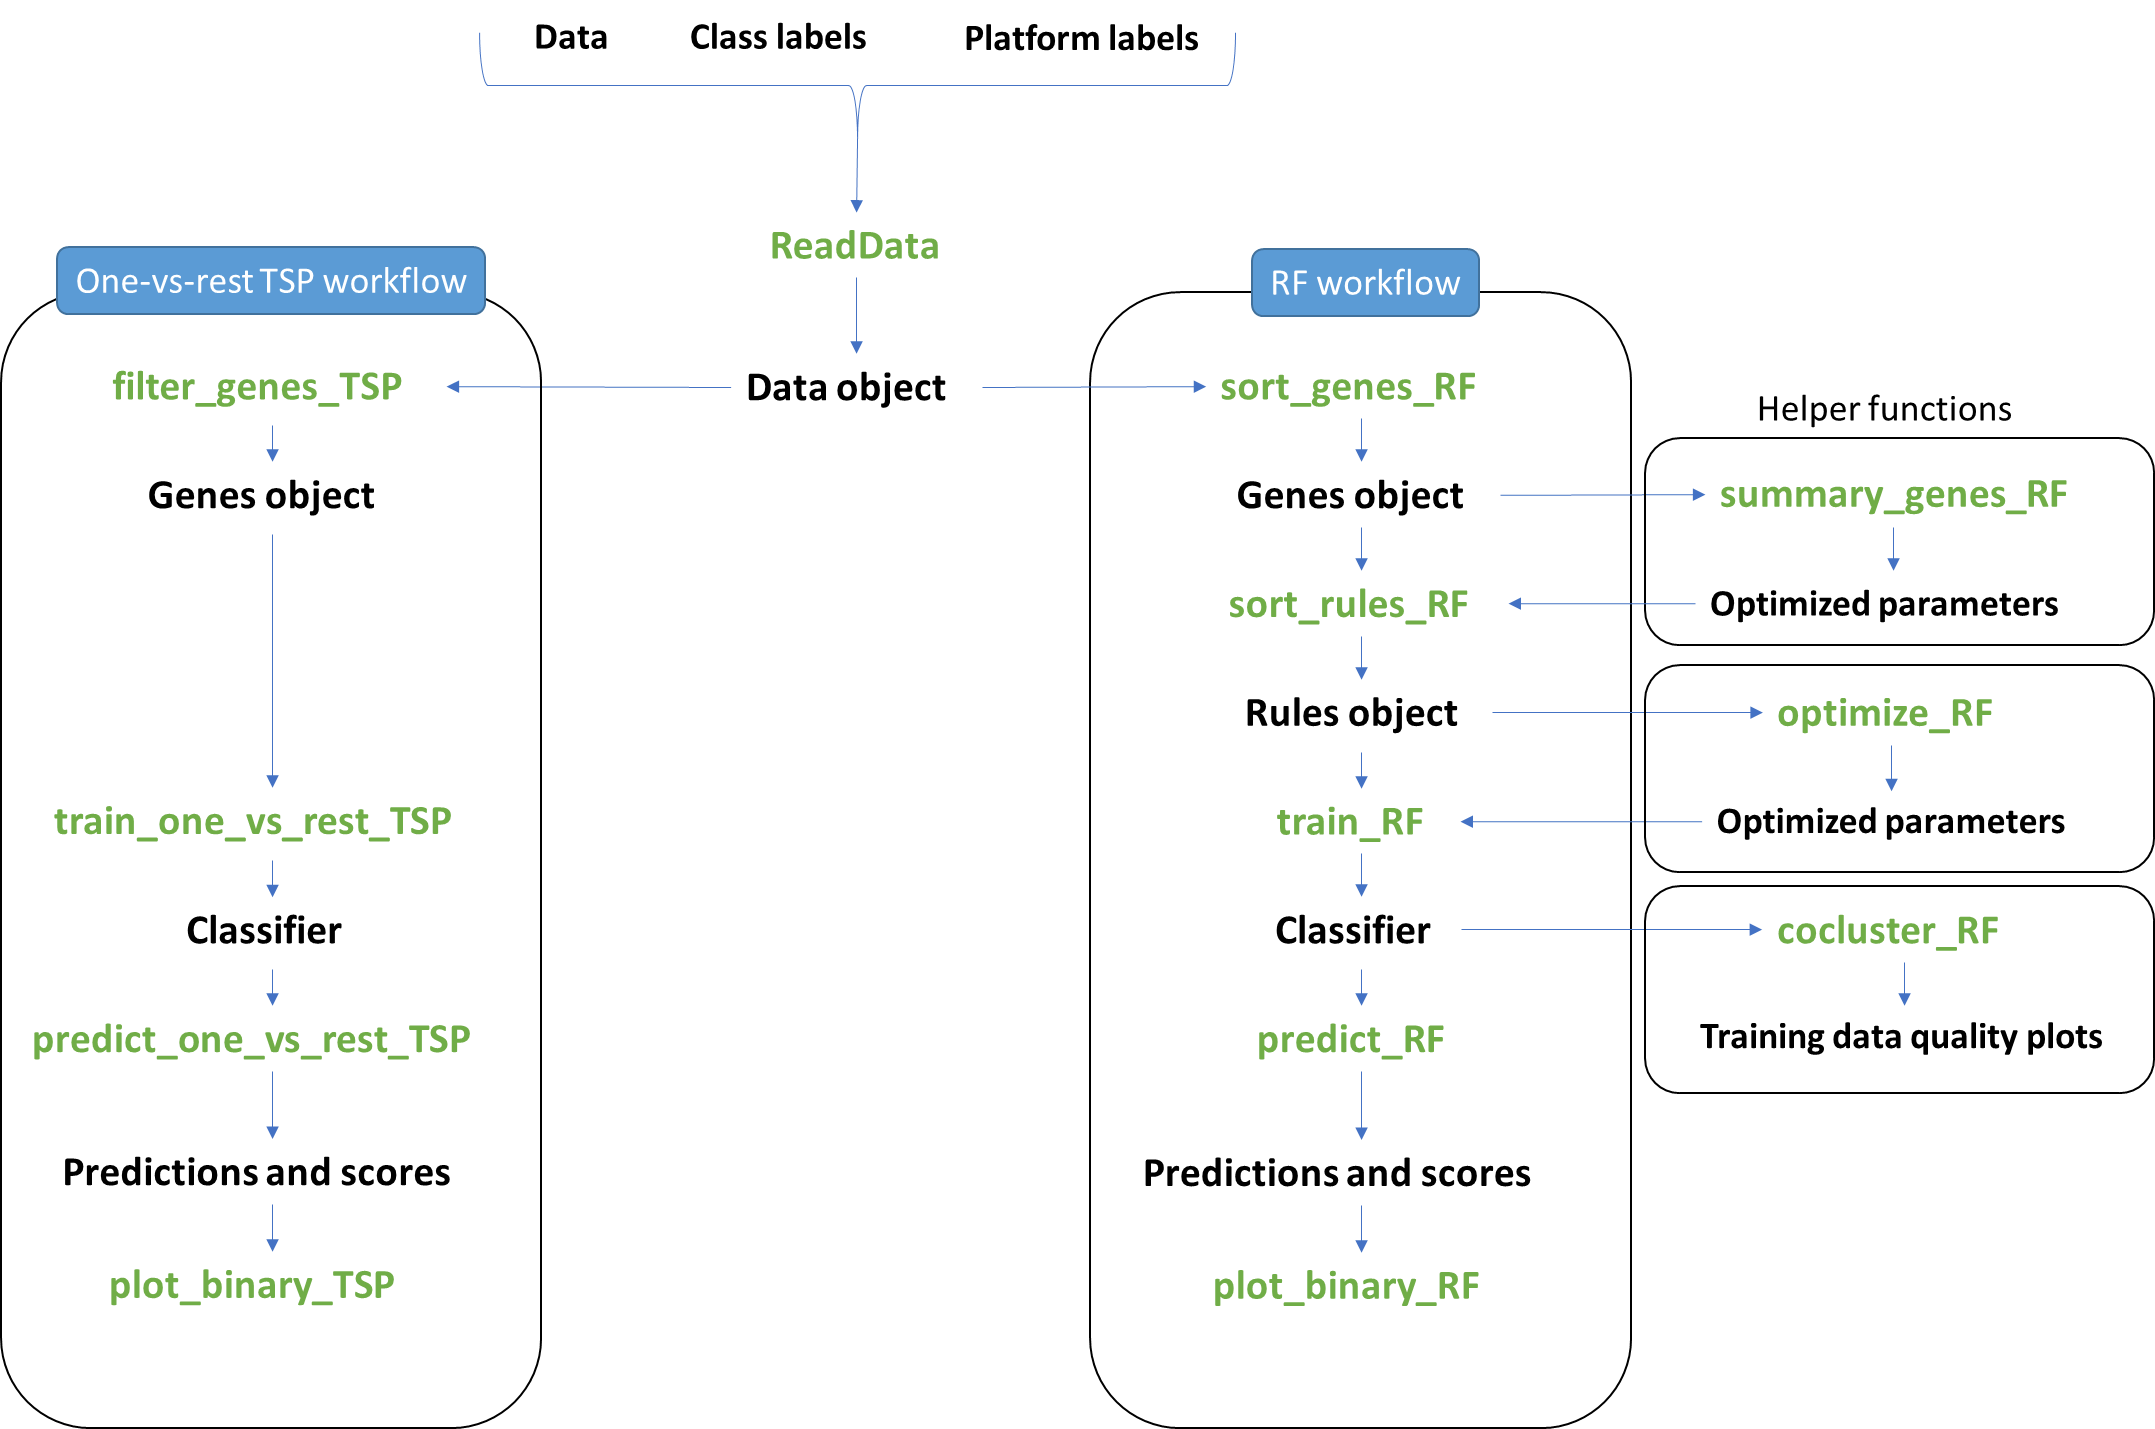 Data
Class labels
Platform labels
ReadData
Data object
One-vs-rest TSP workflow
filter_genes_TSP
Genes object
train_one_vs_rest_TSP
Classifier
predict_one_vs_rest_TSP
Predictions and scores
plot_binary_TSP
RF workflow
sort_genes_RF
Genes object
sort_rules_RF
Rules object
train_RF
Classifier
predict_RF
Predictions and scores
plot_binary_RF
Helper functions
summary_genes_RF
Optimized parameters
optimize_RF
Optimized parameters
cocluster_RF
Training data quality plots